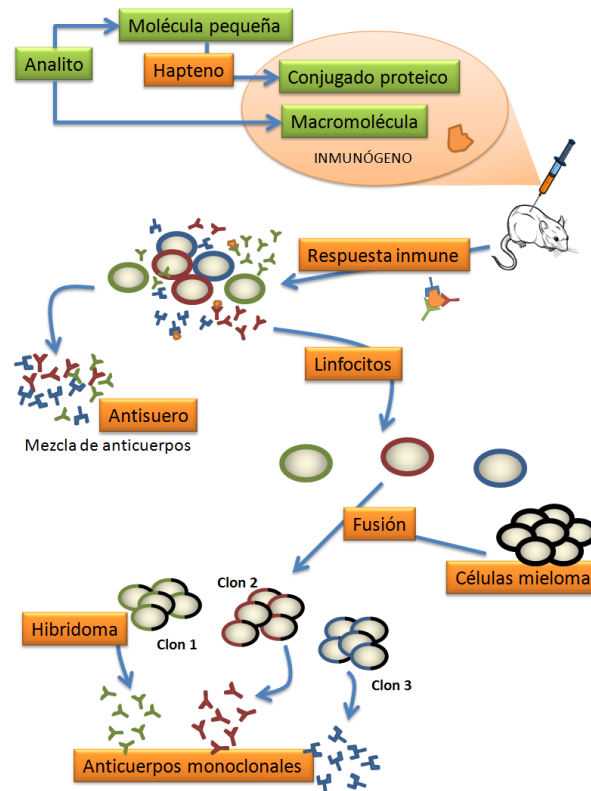 Molécula pequeña
Analito
Hapteno
Conjugado proteico
Macromolécula
INMUNÓGENO
Respuesta inmune
Linfocitos
Antisuero
Mezcla de anticuerpos
Fusión
Células mieloma
Clon 2
Hibridoma
Clon 1
Clon 3
Anticuerpos monoclonales